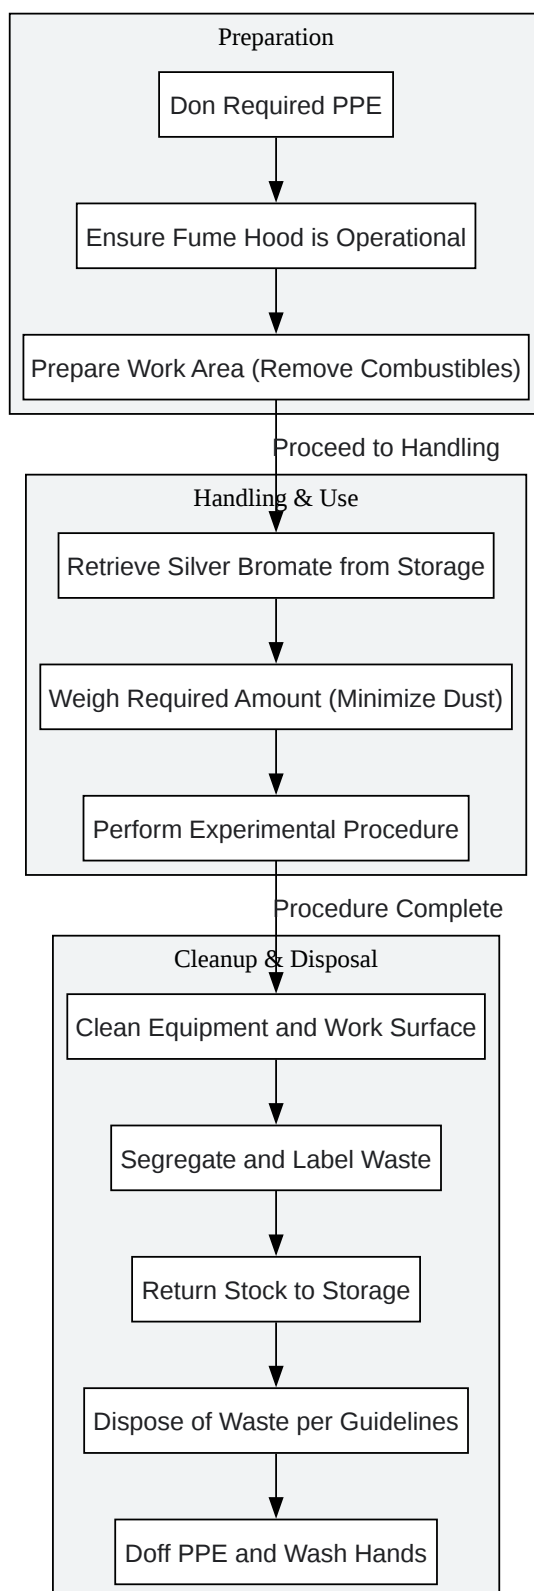 Preparation
Don Required PPE
Ensure Fume Hood is Operational
Prepare Work Area (Remove Combustibles)
Proceed to Handling
Handling & Use
Retrieve Silver Bromate from Storage
Weigh Required Amount (Minimize Dust)
Perform Experimental Procedure
Procedure Complete
Cleanup & Disposal
Clean Equipment and Work Surface
Segregate and Label Waste
Return Stock to Storage
Dispose of Waste per Guidelines
Doff PPE and Wash Hands